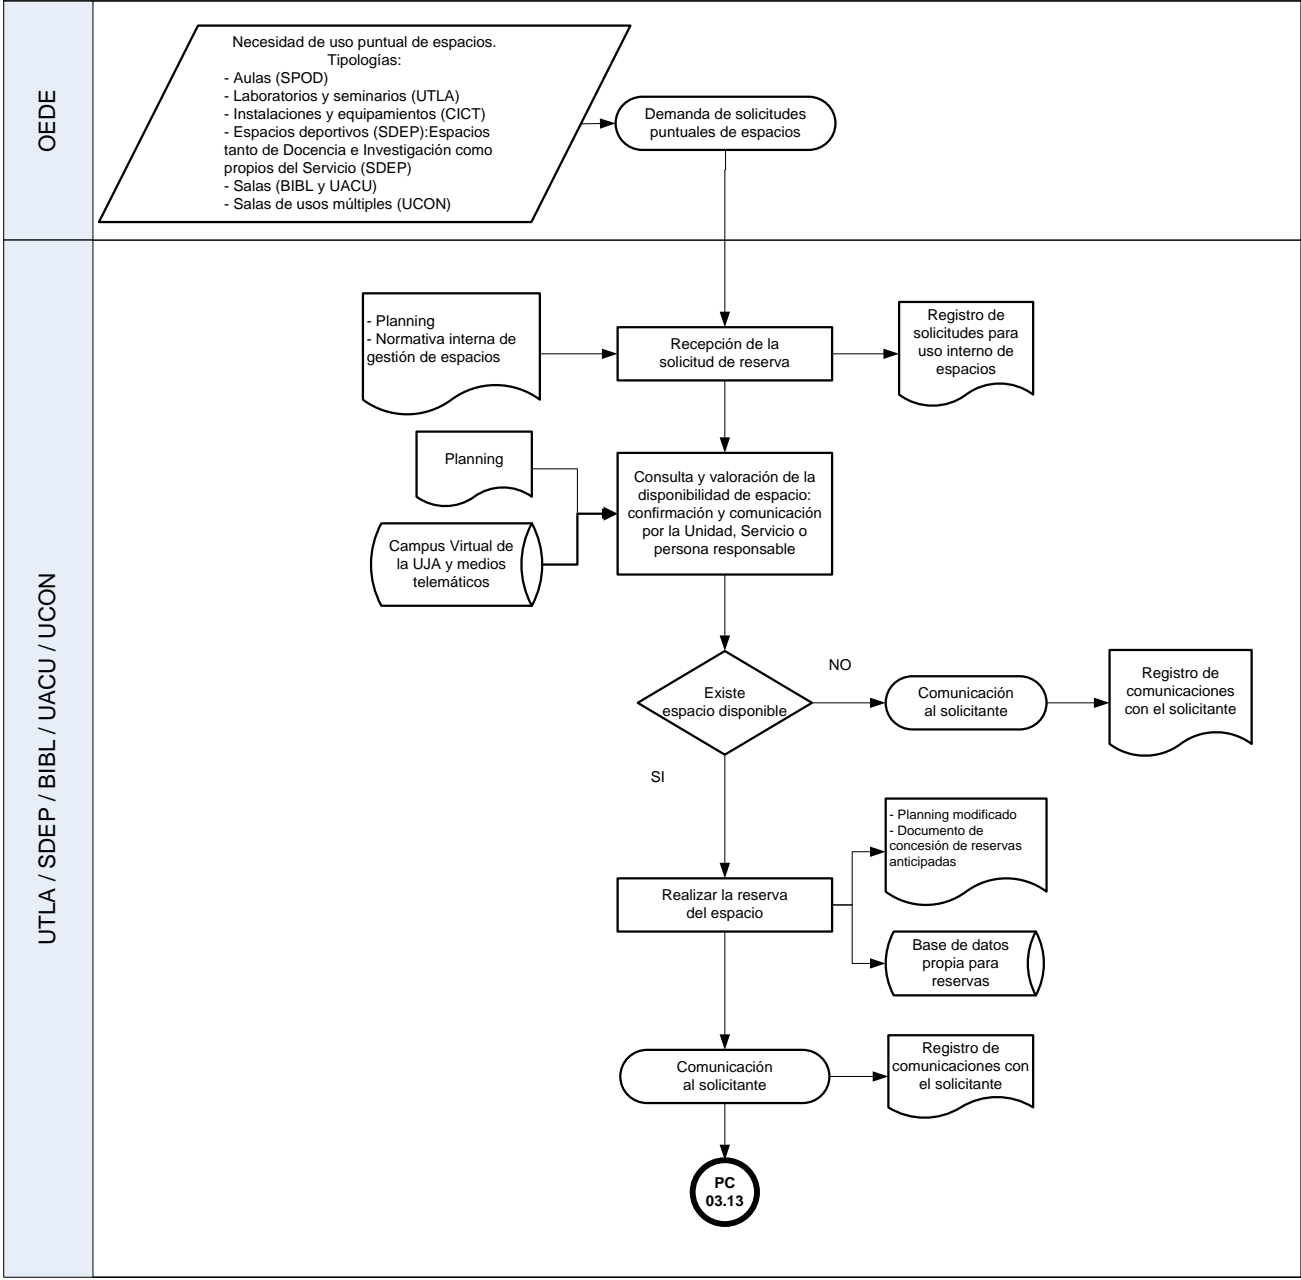 OEDE
Necesidad de uso puntual de espacios.
Tipologías:
- Aulas (SPOD)
- Laboratorios y seminarios (UTLA)
- Instalaciones y equipamientos (CICT)
- Espacios deportivos (SDEP):Espacios
tanto de Docencia e Investigación como
propios del Servicio (SDEP)
- Salas (BIBL y UACU)
- Salas de usos múltiples (UCON)
Demanda de solicitudes
puntuales de espacios
UTLA / SDEP / BIBL / UACU / UCON
- Planning
- Normativa interna de
gestión de espacios
Recepción de la
solicitud de reserva
Registro de
solicitudes para
uso interno de
espacios
Planning
Campus Virtual de
la UJA y medios
telemáticos
Consulta y valoración de la
disponibilidad de espacio:
confirmación y comunicación
por la Unidad, Servicio o
persona responsable
Existe
espacio disponible
NO
Comunicación
al solicitante
Registro de
comunicaciones
con el solicitante
SI
- Planning modificado
- Documento de
concesión de reservas
anticipadas
Realizar la reserva
del espacio
Base de datos
propia para
reservas
Comunicación
al solicitante
Registro de
comunicaciones con
el solicitante
PC
03.13